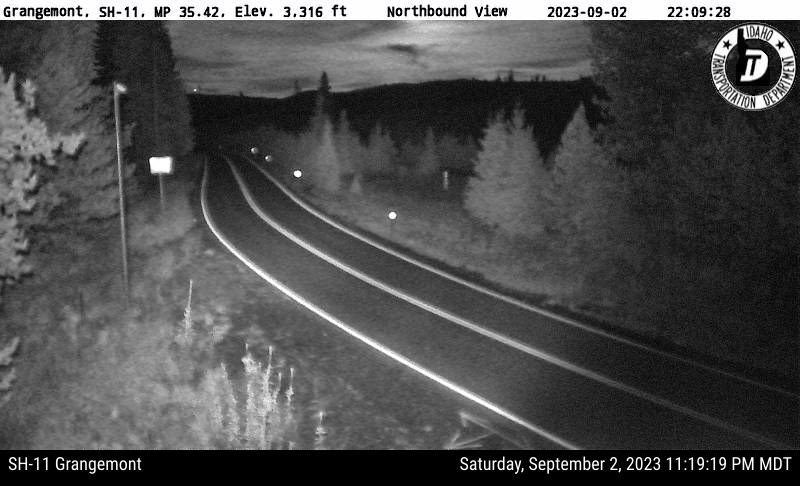 Grangemont, SH-11, MP 35.42, Elev. 3,316 ft Northbound View 2023-09-02 22:09:28
IDAHO
TRANSPORTATION DEPARTMENT
SH-11 Grangemont Saturday, September 2, 2023 11:19:19 PM MDT